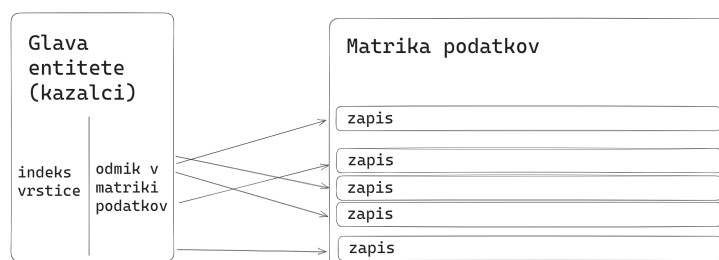 Glava
entitete
(kazalci)
indeks
vrstice
odmik v
matriki
podatkov
Matrika podatkov
zapis
zapis
zapis
zapis
zapis